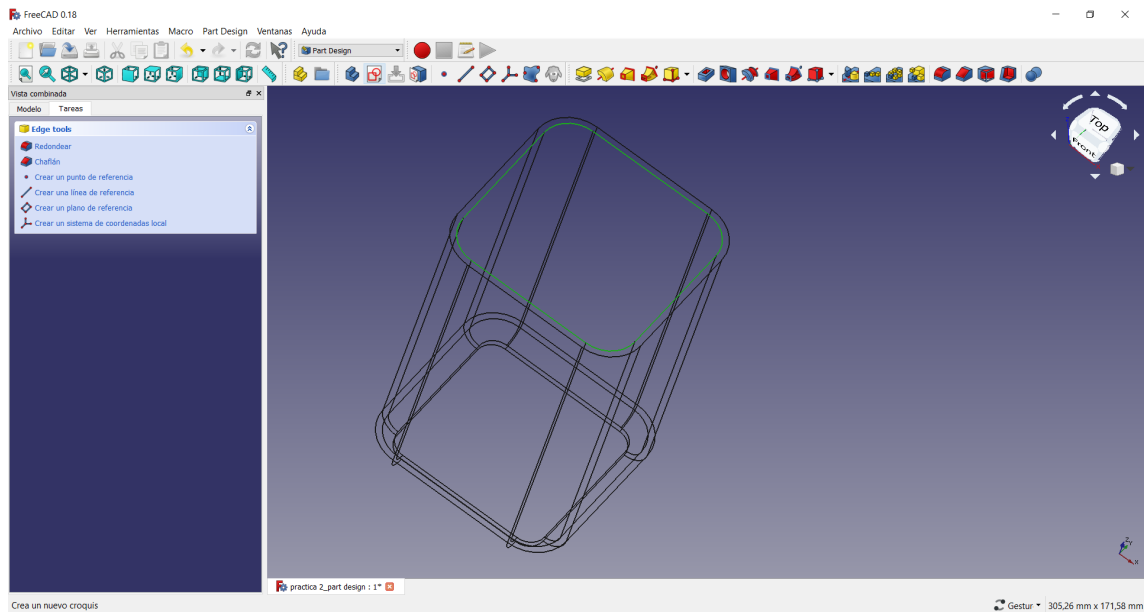 FreeCAD 0.18
Archivo Editar Ver Herramientas Macro Part Design Ventanas Ayuda
Part Design
Vista combinada
Modelo Tareas
Edge tools
Redondear
Chaflán
Crear un punto de referencia
Crear una línea de referencia
Crear un plano de referencia
Crear un sistema de coordenadas local
Top
Front
Z Y
X
practica 2_part design : 1*
Crea un nuevo croquis
Gestur 305,26 mm x 171,58 mm